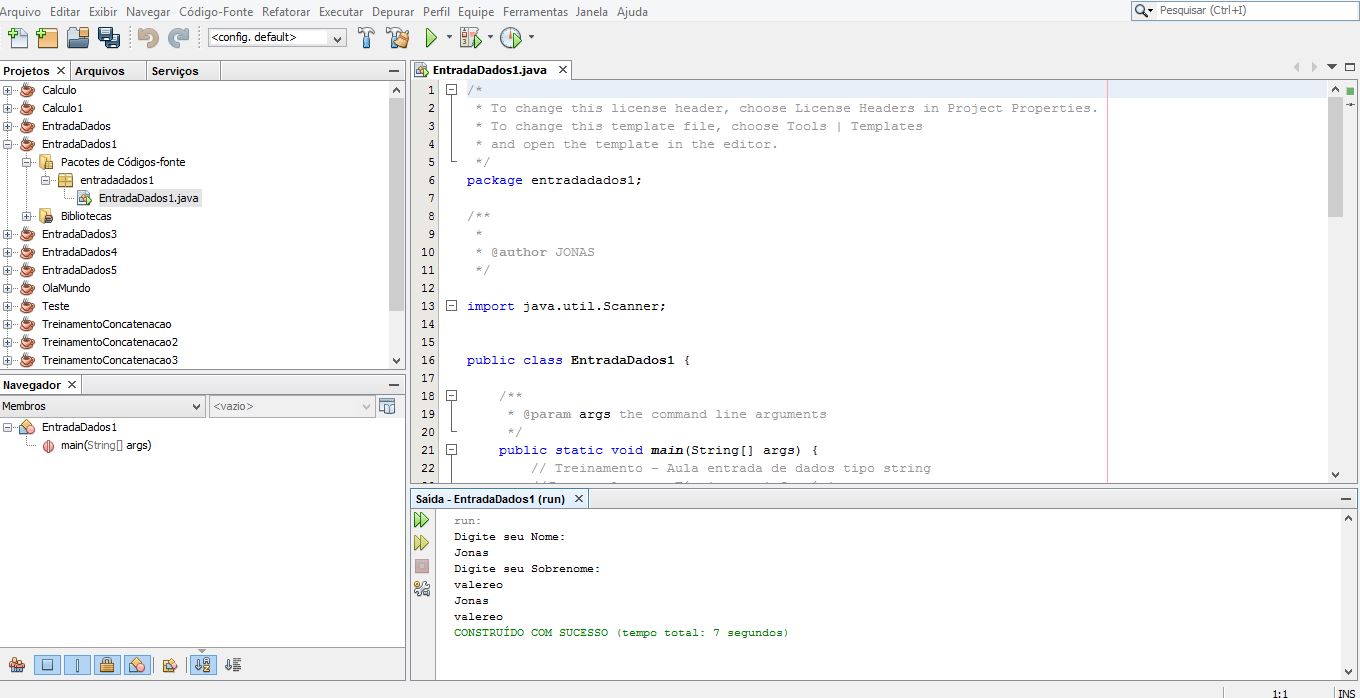 Arquivo Editar Exibir Navegar Código-Fonte Refatorar Executar Depurar Perfil Equipe Ferramentas Janela Ajuda
Pesquisar (Ctrl+I)
<config. default>
Projetos Arquivos Serviços
Calculo
Calculo1
EntradaDados
EntradaDados1
Pacotes de Códigos-fonte
entradadados1
EntradaDados1.java
Bibliotecas
EntradaDados3
EntradaDados4
EntradaDados5
OlaMundo
Teste
TreinamentoConcatenacao
TreinamentoConcatenacao2
TreinamentoConcatenacao3
Navegador
Membros <vazio>
EntradaDados1
main(String[] args)
EntradaDados1.java
1 /*
2 * To change this license header, choose License Headers in Project Properties.
3 * To change this template file, choose Tools | Templates
4 * and open the template in the editor.
5 */
6 package entradadados1;
7
8 /**
9 *
10 * @author JONAS
11 */
12
13 import java.util.Scanner;
14
15
16 public class EntradaDados1 {
17
18 /**
19 * @param args the command line arguments
20 */
21 public static void main(String[] args) {
22 // Treinamento - Aula entrada de dados tipo string
Saída - EntradaDados1 (run)
run:
Digite seu Nome:
Jonas
Digite seu Sobrenome:
valereo
Jonas
valereo
CONSTRUÍDO COM SUCESSO (tempo total: 7 segundos)
1:1 INS